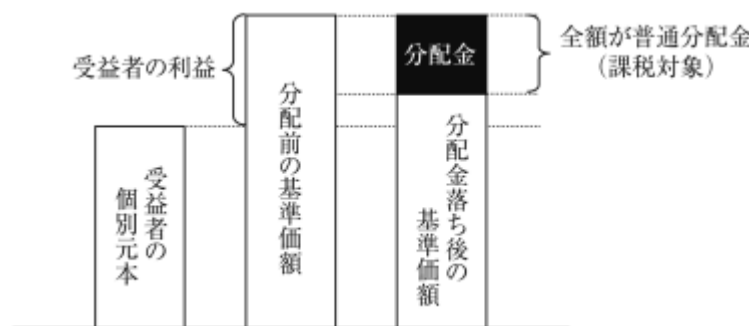 受益者の利益
分配金
全額が普通分配金
（課税対象）
受益者の
個別元本
分配前の基準価額
分配金落ち後の
基準価額